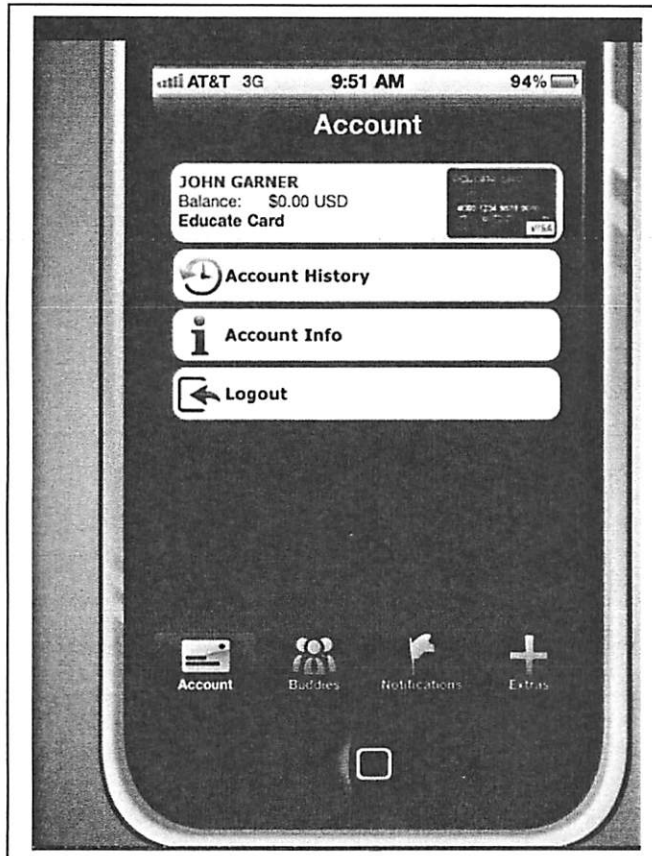 AT&T 3G 9:51 AM 94%
Account
JOHN GARNER
Balance: $0.00 USD
Educate Card
VISA
Account History
Account Info
Logout
Account Buddies Notifications Extras